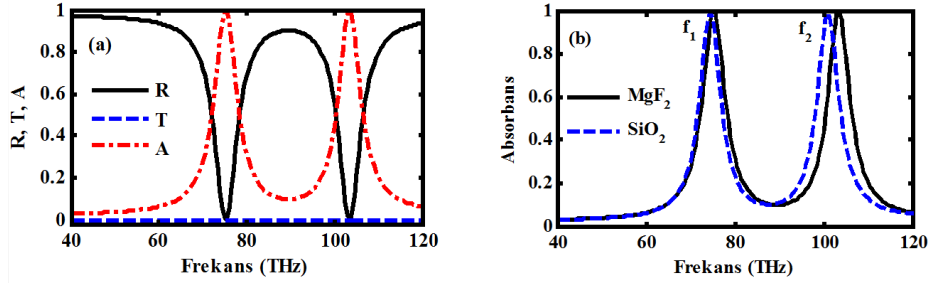 (a)
R, T, A
1
0.8
0.6
0.4
0.2
0
R
T
A
40 60 80 100 120
Frekans (THz)
(b)
f₁
f₂
Absorbans
1
0.8
0.6
0.4
0.2
0
MgF₂
SiO₂
40 60 80 100 120
Frekans (THz)